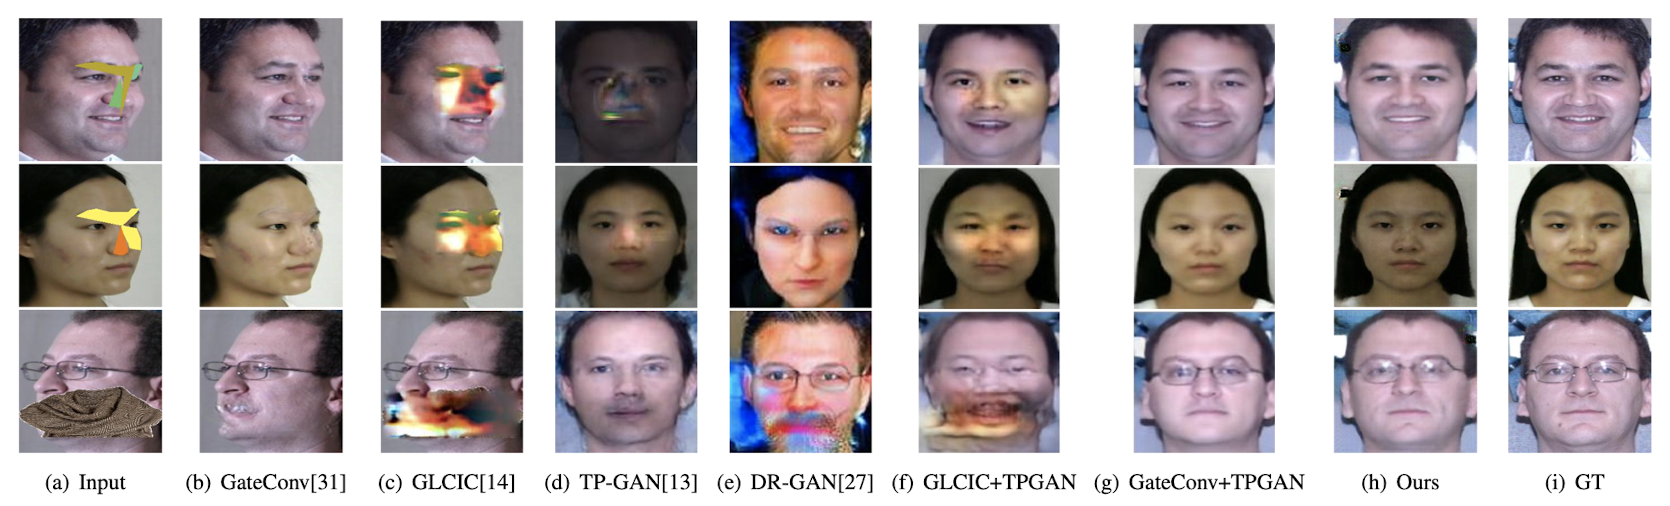 (a) Input (b) GateConv[31] (c) GLCIC[14] (d) TP-GAN[13] (e) DR-GAN[27] (f) GLCIC+TPGAN (g) GateConv+TPGAN (h) Ours (i) GT